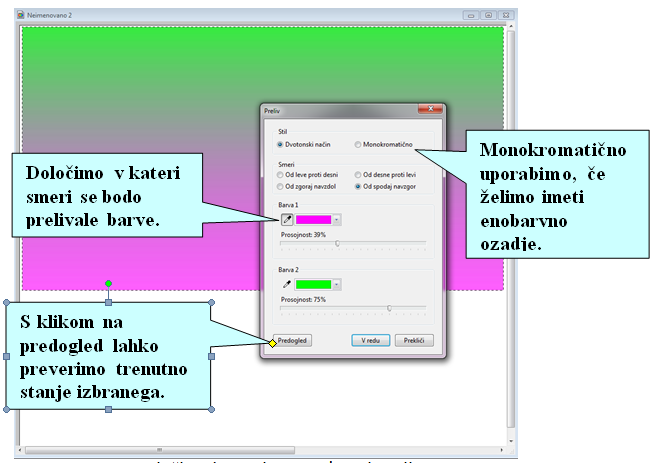 Neimenovano 2
Preliv
Stil
Dvotonski način
Monokromatično
Smeri
Od leve proti desni
Od desne proti levi
Od zgoraj navzdol
Od spodaj navzgor
Barva 1
Prosojnost: 39%
Barva 2
Prosojnost: 75%
Predogled
V redu
Prekliči
Določimo v kateri
smeri se bodo
prelivale barve.
Monokromatično
uporabimo, če
želimo imeti
enobarvno
ozadje.
S klikom na
predogled lahko
preverimo trenutno
stanje izbranega.